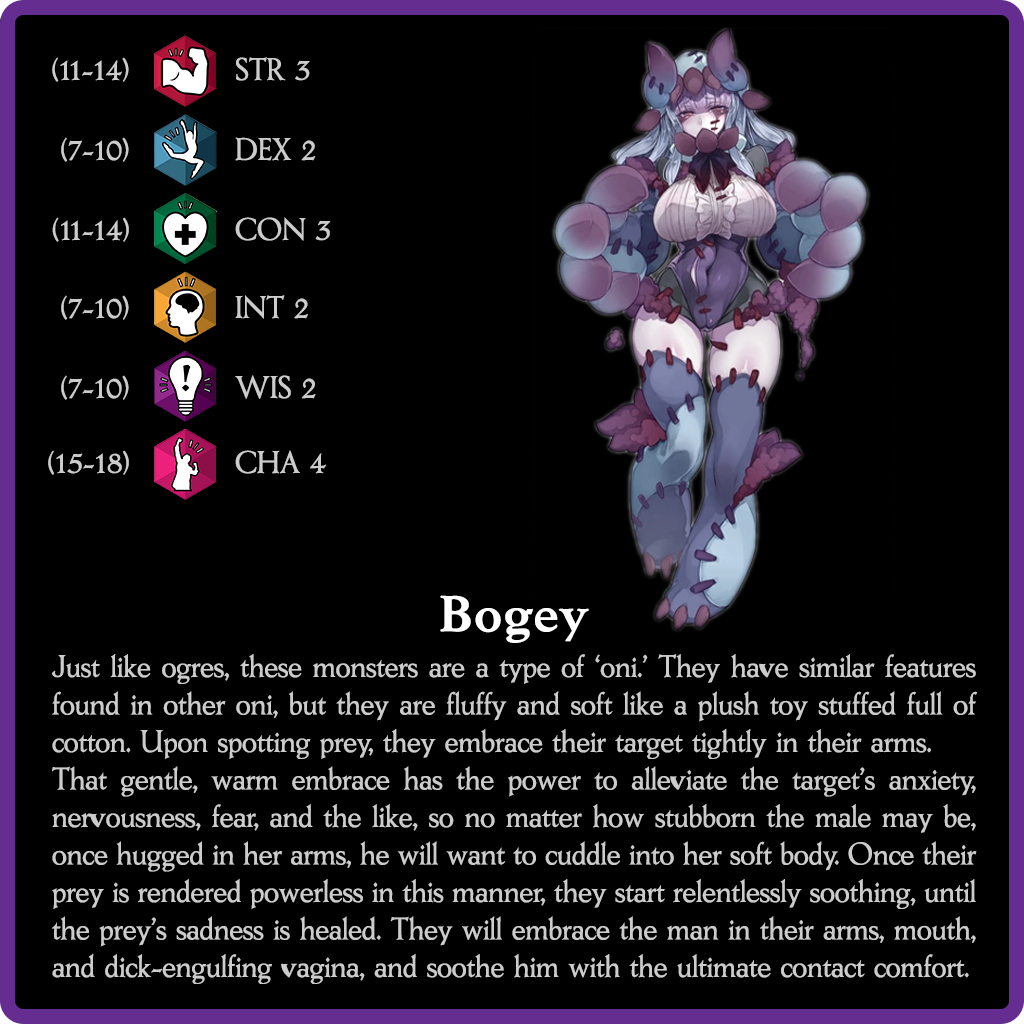 (11-14) STR 3
(7-10) DEX 2
(11-14) CON 3
(7-10) INT 2
(7-10) WIS 2
(15-18) CHA 4
Bogey
Just like ogres, these monsters are a type of ‘oni.’ They have similar features
found in other oni, but they are fluffy and soft like a plush toy stuffed full of
cotton. Upon spotting prey, they embrace their target tightly in their arms.
That gentle, warm embrace has the power to alleviate the target’s anxiety,
nervousness, fear, and the like, so no matter how stubborn the male may be,
once hugged in her arms, he will want to cuddle into her soft body. Once their
prey is rendered powerless in this manner, they start relentlessly soothing, until
the prey’s sadness is healed. They will embrace the man in their arms, mouth,
and dick-engulfing vagina, and soothe him with the ultimate contact comfort.